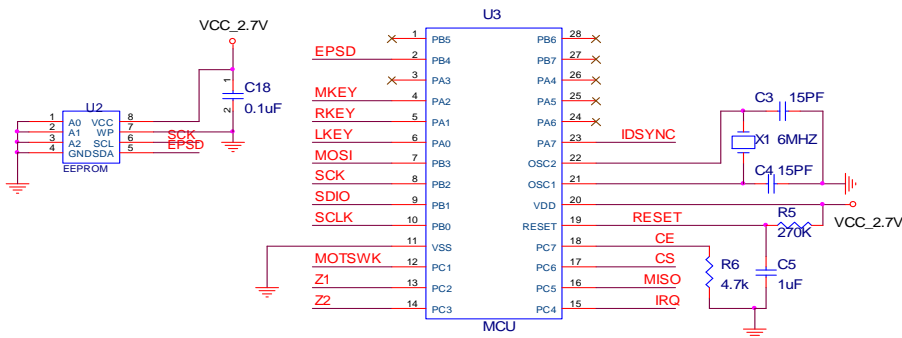 VCC_2.7V
1
C18
0.1uF
2
U2
1 A0 VCC 8
2 A1 WP 7
3 A2 SCL 6 SCK
4 GND SDA 5 EPSD
EEPROM
U3
1 PB5 PB6 28
EPSD 2 PB4 PB7 27
3 PA3 PA4 26
MKEY 4 PA2 PA5 25
RKEY 5 PA1 PA6 24
LKEY 6 PA0 PA7 23 IDSYNC
MOSI 7 PB3 OSC2 22
SCK 8 PB2 OSC1 21
SDIO 9 PB1 VDD 20
SCLK 10 PB0 RESET 19 RESET
11 VSS PC7 18 CE
MOTSWK 12 PC1 PC6 17 CS
Z1 13 PC2 PC5 16 MISO
Z2 14 PC3 PC4 15 IRQ
MCU
C3 15PF
X1 6MHZ
C4 15PF
R5
270K
VCC_2.7V
R6
4.7k
C5
1uF